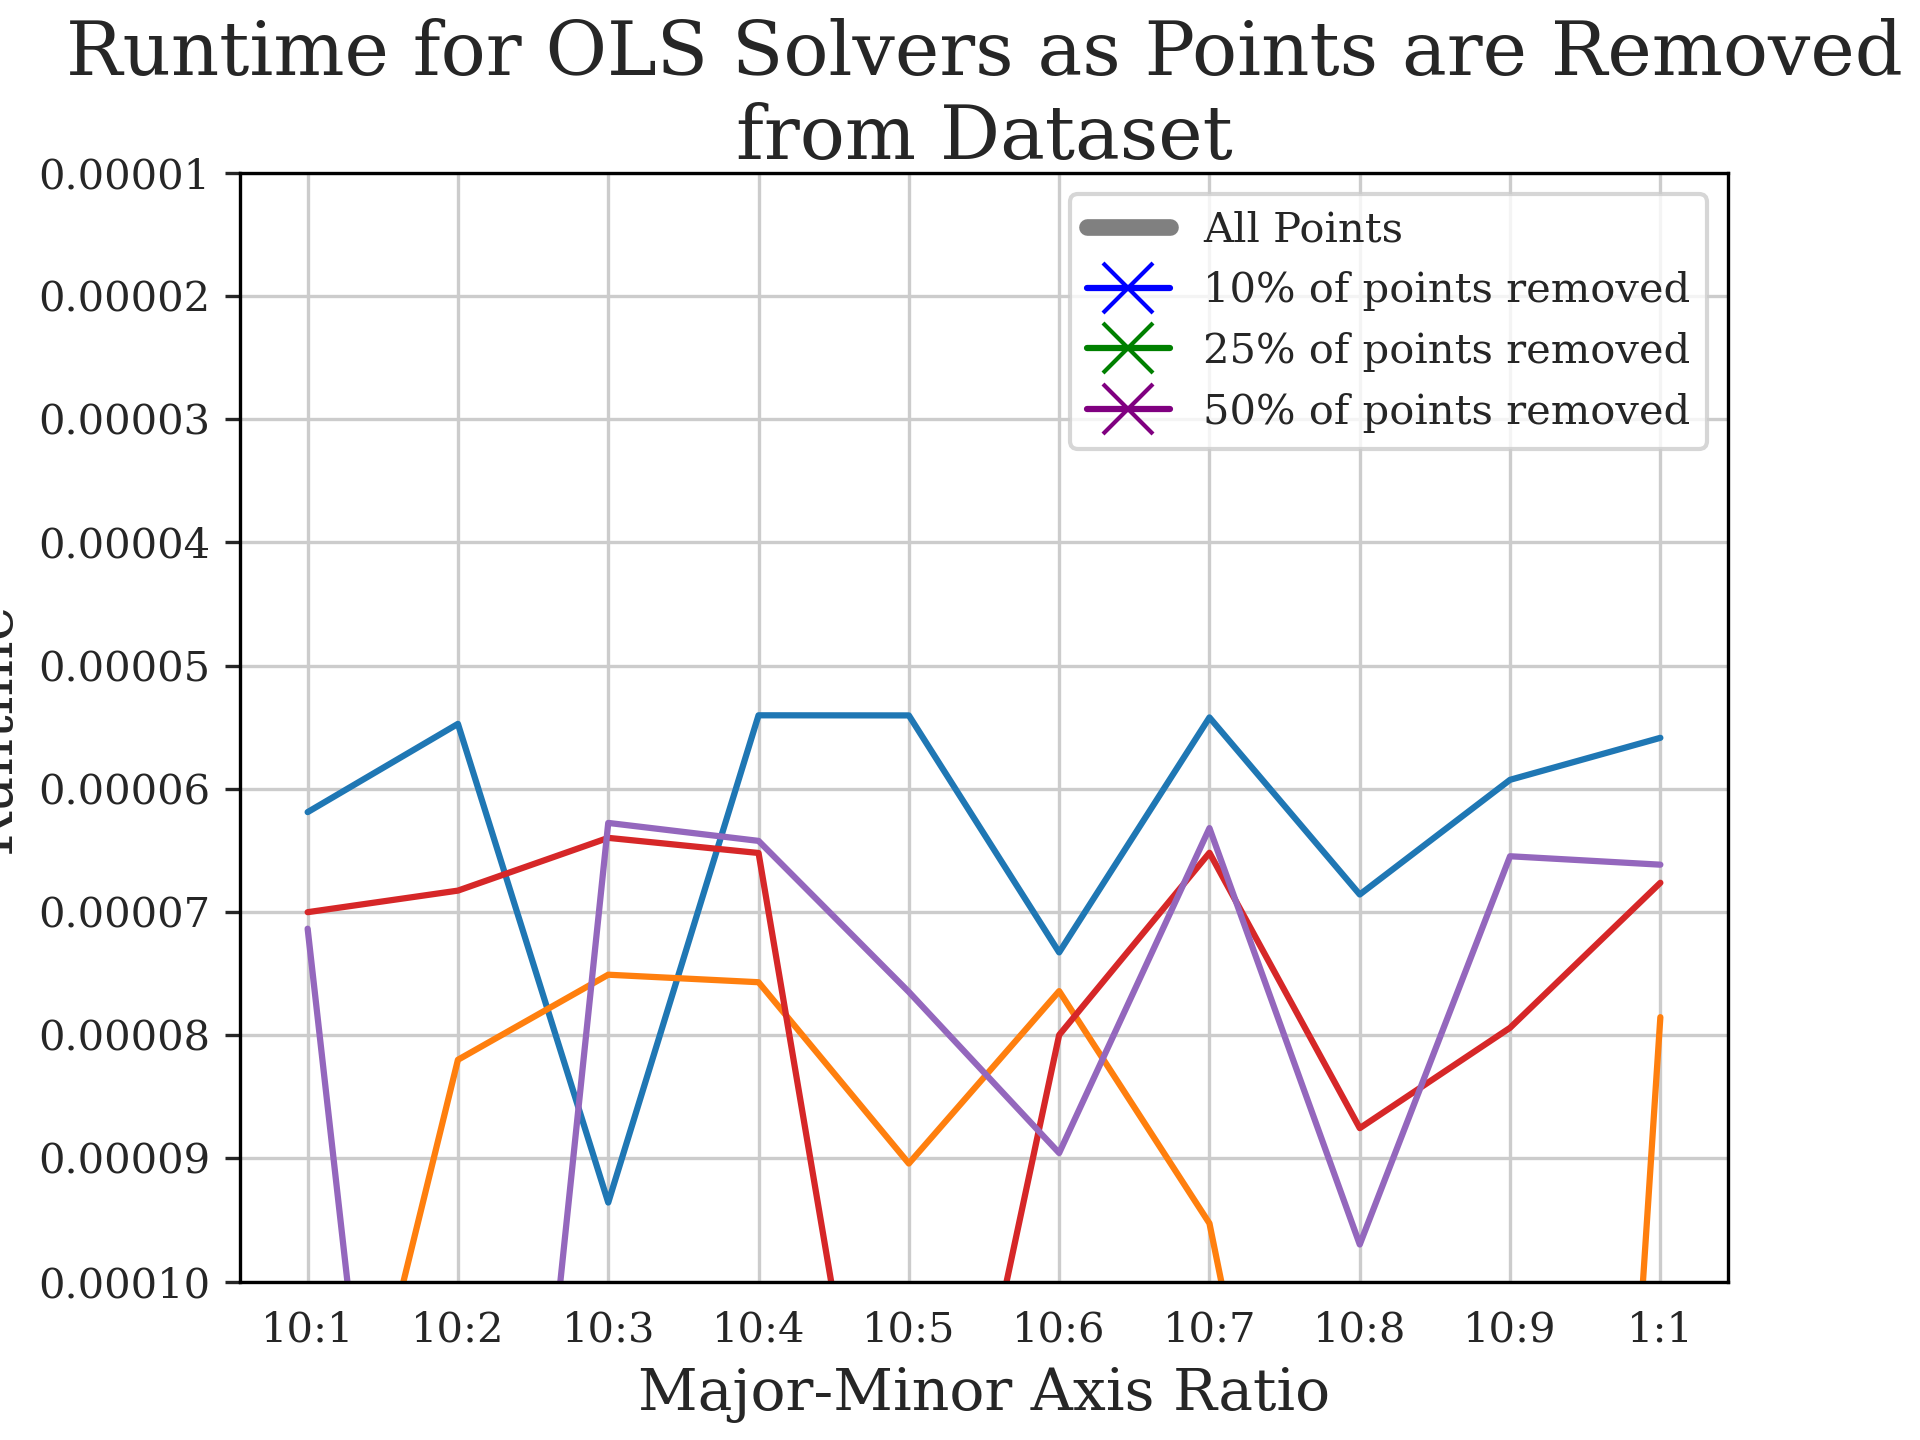 Runtime for OLS Solvers as Points are Removed
from Dataset
0.00001
0.00002
0.00003
0.00004
0.00005
0.00006
0.00007
0.00008
0.00009
0.00010
All Points
10% of points removed
25% of points removed
50% of points removed
Runtime
10:1 10:2 10:3 10:4 10:5 10:6 10:7 10:8 10:9 1:1
Major-Minor Axis Ratio